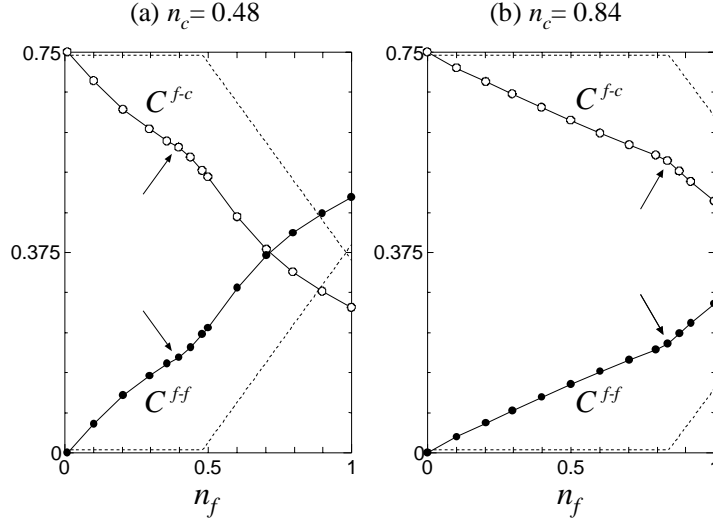 (a) n_c= 0.48
(b) n_c= 0.84
0.75
0.75
C^{f-c}
C^{f-c}
0.375
0.375
C^{f-f}
C^{f-f}
0
0
0
0.5
1
0
0.5
1
n_f
n_f